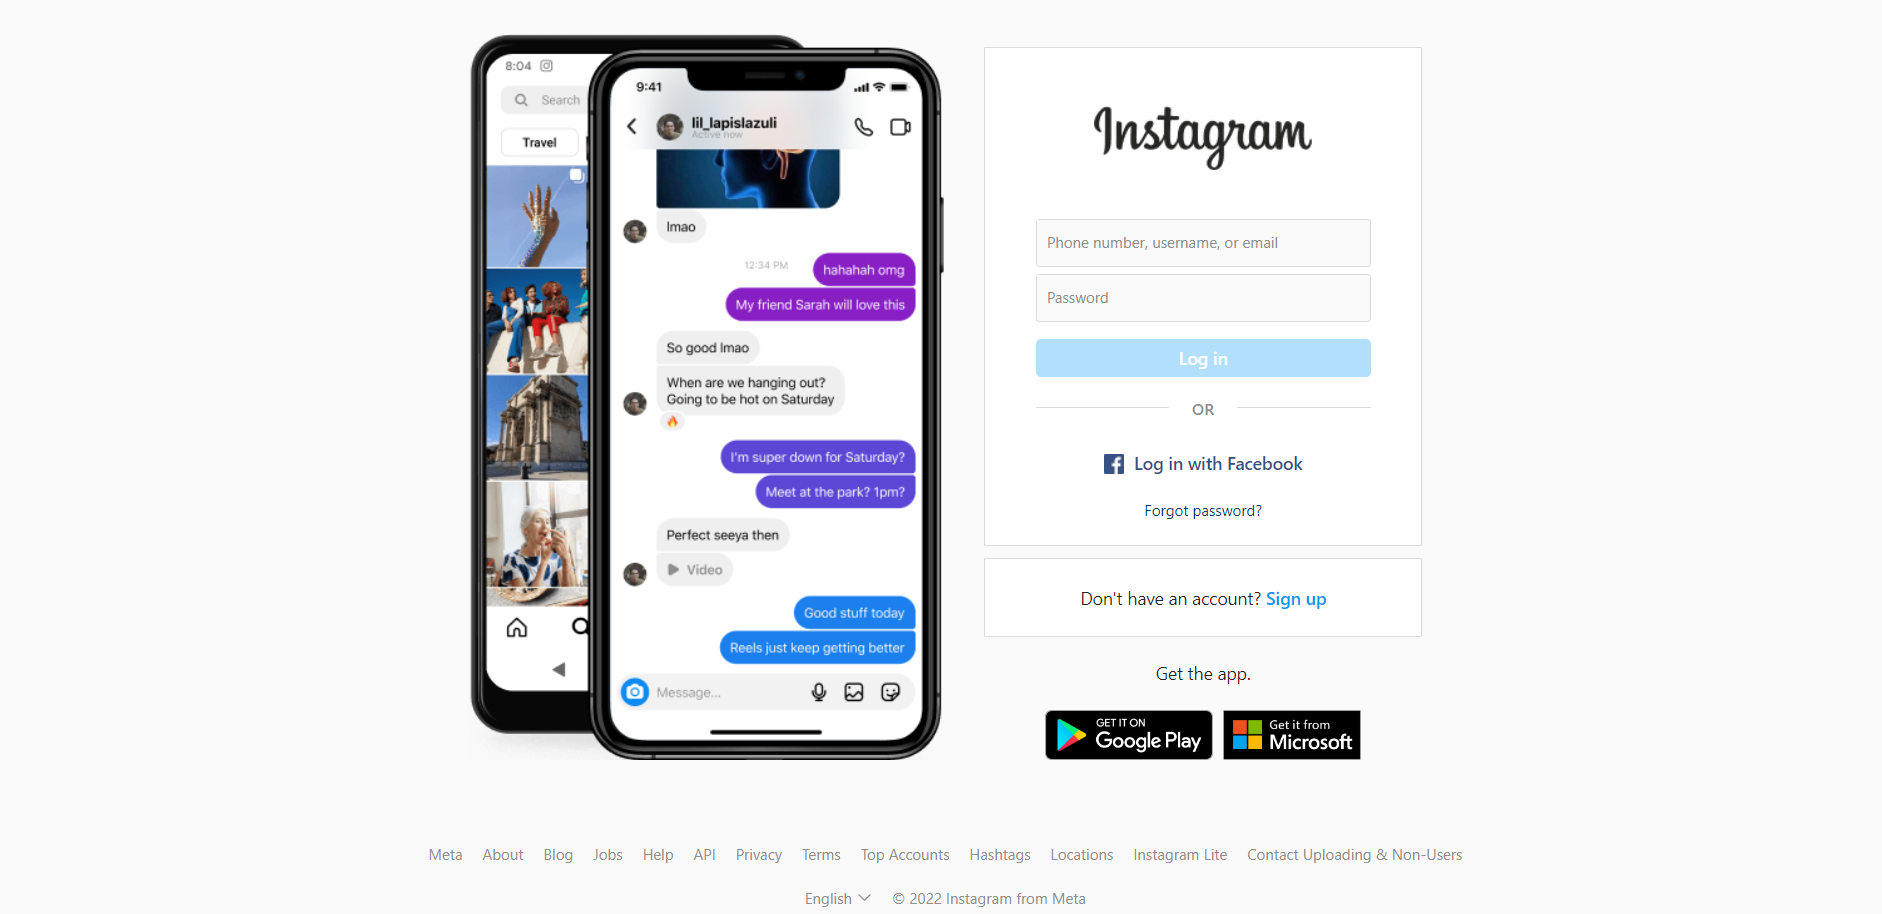 8:04
Search
Travel
9:41
lil_lapislazuli
Active now
lmao
12:34 PM
hahahah omg
My friend Sarah will love this
So good lmao
When are we hanging out?
Going to be hot on Saturday
I'm super down for Saturday?
Meet at the park? 1pm?
Perfect seeya then
Video
Good stuff today
Reels just keep getting better
Message...
Instagram
Phone number, username, or email
Password
Log in
OR
Log in with Facebook
Forgot password?
Don't have an account? Sign up
Get the app.
GET IT ON
Google Play
Get it from
Microsoft
Meta About Blog Jobs Help API Privacy Terms Top Accounts Hashtags Locations Instagram Lite Contact Uploading & Non-Users
English © 2022 Instagram from Meta